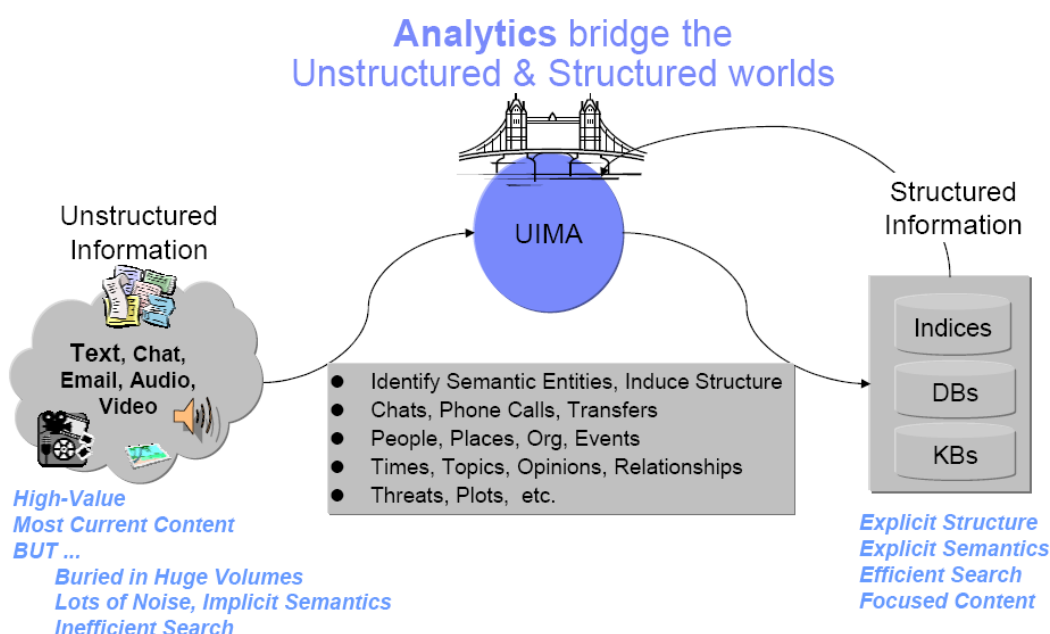 Analytics bridge the
Unstructured & Structured worlds
UIMA
Unstructured
Information
Text, Chat,
Email, Audio,
Video
High-Value
Most Current Content
BUT ...
Buried in Huge Volumes
Lots of Noise, Implicit Semantics
Inefficient Search
● Identify Semantic Entities, Induce Structure
● Chats, Phone Calls, Transfers
● People, Places, Org, Events
● Times, Topics, Opinions, Relationships
● Threats, Plots, etc.
Structured
Information
Indices
DBs
KBs
Explicit Structure
Explicit Semantics
Efficient Search
Focused Content